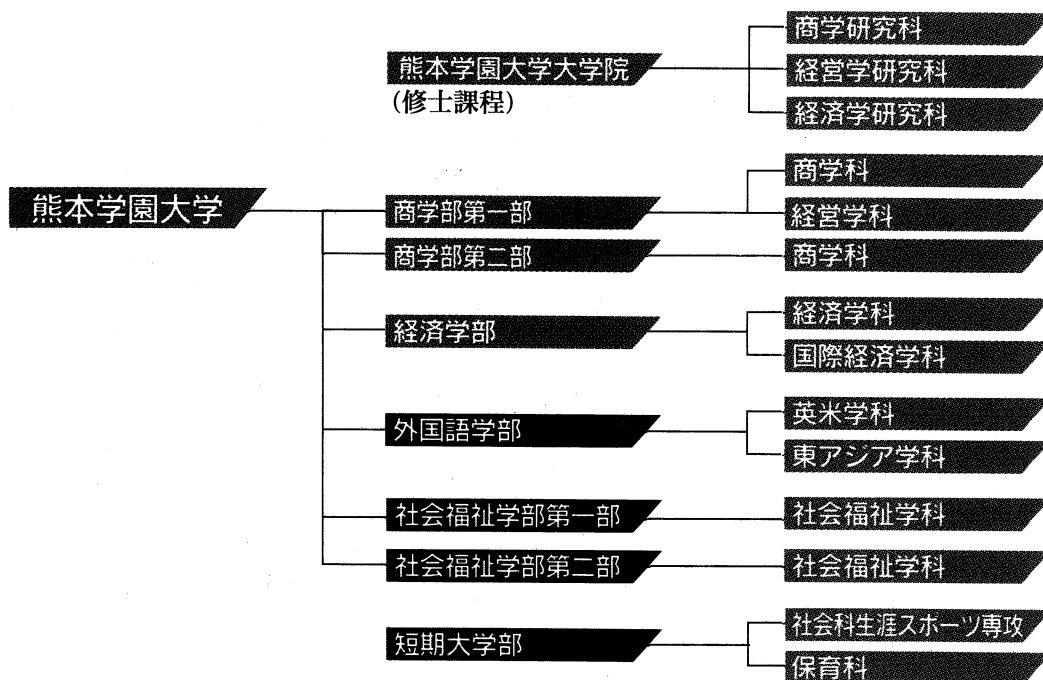 熊本学園大学
熊本学園大学大学院
(修士課程)
商学研究科
経営学研究科
経済学研究科
商学部第一部
商学科
経営学科
商学部第二部
商学科
経済学部
経済学科
国際経済学科
外国語学部
英米学科
東アジア学科
社会福祉学部第一部
社会福祉学科
社会福祉学部第二部
社会福祉学科
短期大学部
社会科生涯スポーツ専攻
保育科